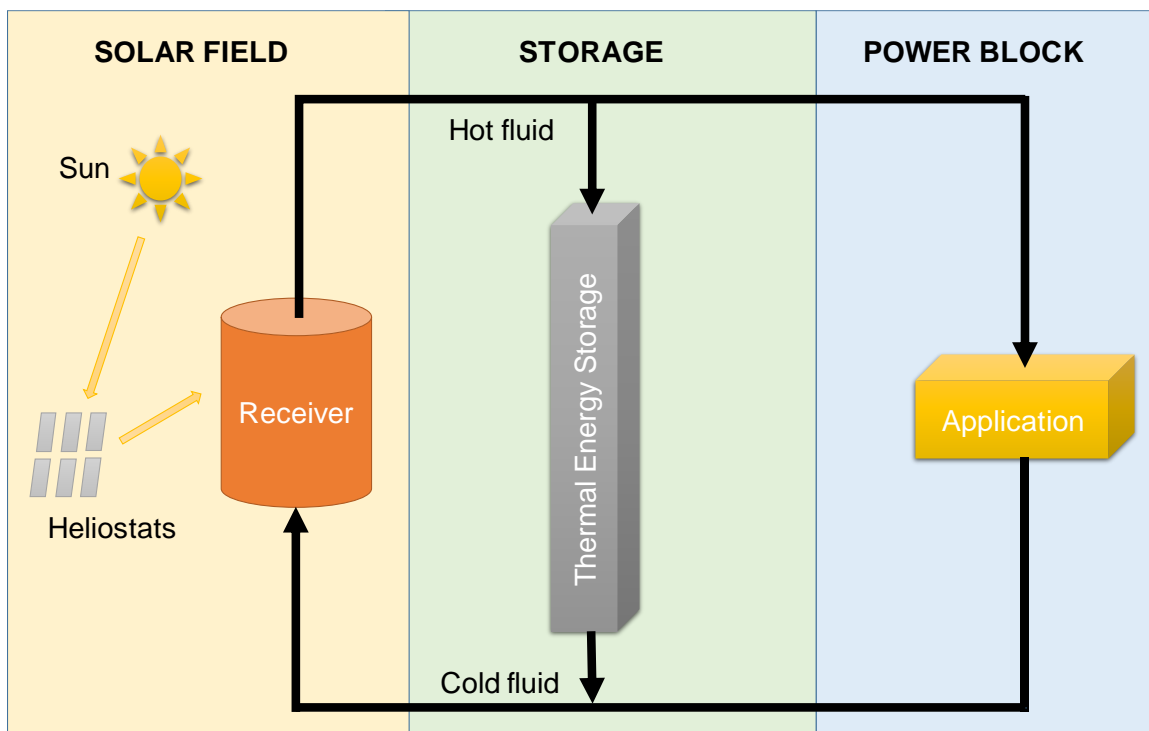 SOLAR FIELD
STORAGE
POWER BLOCK
Hot fluid
Sun
Thermal Energy Storage
Receiver
Application
Heliostats
Cold fluid